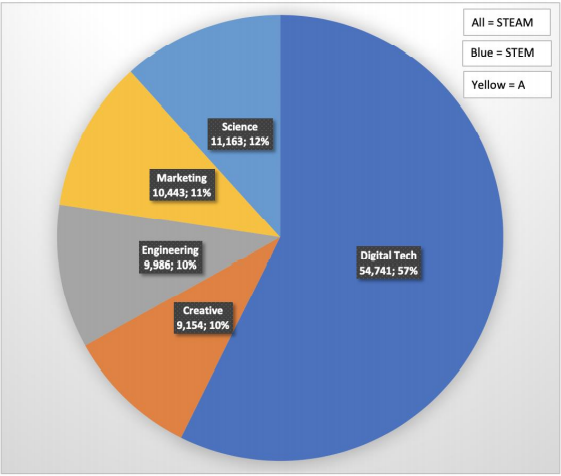 All = STEAM
Blue = STEM
Yellow = A
Science
11,163; 12%
Marketing
10,443; 11%
Engineering
9,986; 10%
Digital Tech
54,741; 57%
Creative
9,154; 10%